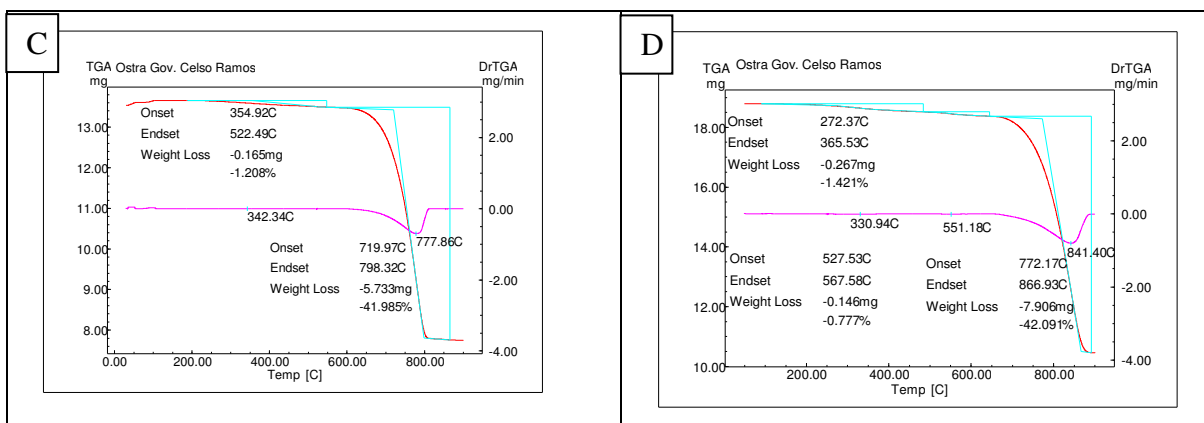 C
TGA Ostra Gov. Celso Ramos DrTGA
mg mg/min
Onset 354.92C
Endset 522.49C
Weight Loss -0.165mg
-1.208%
342.34C
777.86C
Onset 719.97C
Endset 798.32C
Weight Loss -5.733mg
-41.985%
13.00
12.00
11.00
10.00
9.00
8.00
2.00
0.00
-2.00
-4.00
0.00 200.00 400.00 600.00 800.00
Temp [C]
D
TGA Ostra Gov. Celso Ramos DrTGA
mg mg/min
Onset 272.37C
Endset 365.53C
Weight Loss -0.267mg
-1.421%
330.94C
551.18C
841.40C
Onset 527.53C
Endset 567.58C
Weight Loss -0.146mg
-0.777%
Onset 772.17C
Endset 866.93C
Weight Loss -7.906mg
-42.091%
18.00
16.00
14.00
12.00
10.00
2.00
0.00
-2.00
-4.00
200.00 400.00 600.00 800.00
Temp [C]